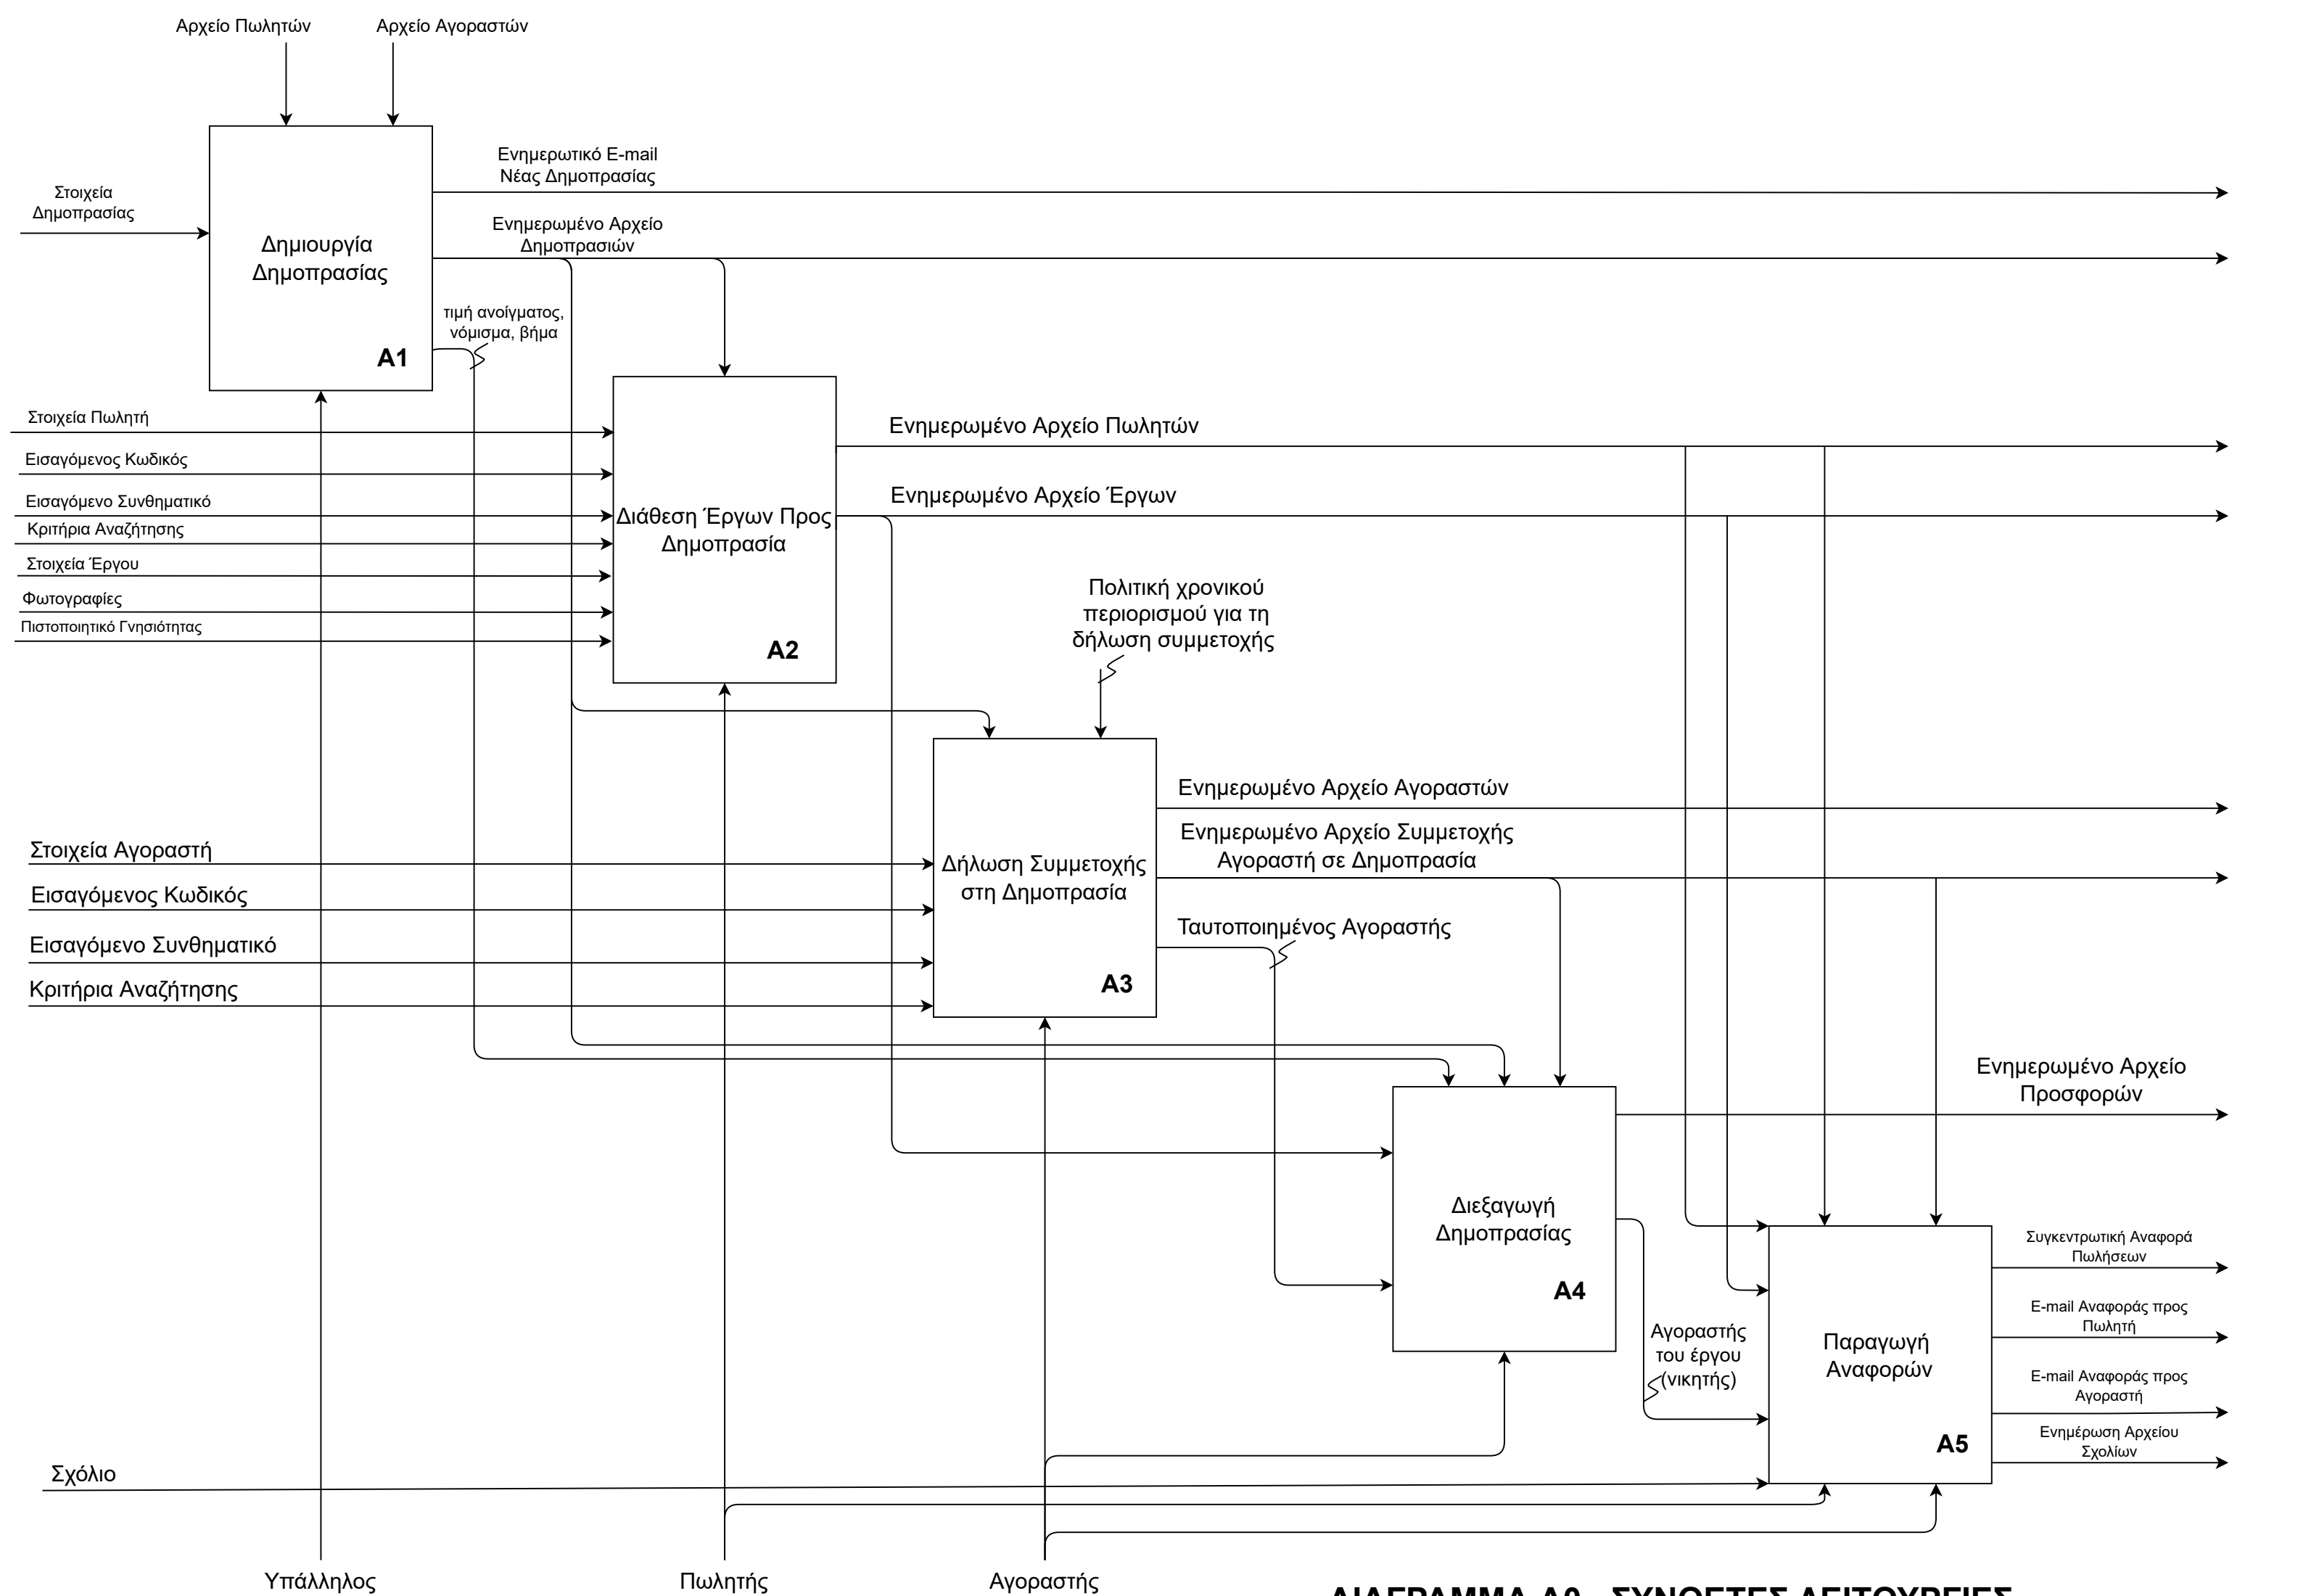 Αρχείο Πωλητών
Αρχείο Αγοραστών
Στοιχεία
Δημοπρασίας
Δημιουργία
Δημοπρασίας
A1
Ενημερωτικό E-mail
Νέας Δημοπρασίας
Ενημερωμένο Αρχείο
Δημοπρασιών
τιμή ανοίγματος,
νόμισμα, βήμα
Στοιχεία Πωλητή
Εισαγόμενος Κωδικός
Εισαγόμενο Συνθηματικό
Κριτήρια Αναζήτησης
Στοιχεία Έργου
Φωτογραφίες
Πιστοποιητικό Γνησιότητας
Διάθεση Έργων Προς
Δημοπρασία
A2
Ενημερωμένο Αρχείο Πωλητών
Ενημερωμένο Αρχείο Έργων
Πολιτική χρονικού
περιορισμού για τη
δήλωση συμμετοχής
Στοιχεία Αγοραστή
Εισαγόμενος Κωδικός
Εισαγόμενο Συνθηματικό
Κριτήρια Αναζήτησης
Δήλωση Συμμετοχής
στη Δημοπρασία
A3
Ενημερωμένο Αρχείο Αγοραστών
Ενημερωμένο Αρχείο Συμμετοχής
Αγοραστή σε Δημοπρασία
Ταυτοποιημένος Αγοραστής
Διεξαγωγή
Δημοπρασίας
A4
Ενημερωμένο Αρχείο
Προσφορών
Αγοραστής
του έργου
(νικητής)
Παραγωγή
Αναφορών
A5
Συγκεντρωτική Αναφορά
Πωλήσεων
E-mail Αναφοράς προς
Πωλητή
E-mail Αναφοράς προς
Αγοραστή
Ενημέρωση Αρχείου
Σχολίων
Σχόλιο
Υπάλληλος
Πωλητής
Αγοραστής
ΔΙΑΓΡΑΜΜΑ A0 - ΣΥΝΘΕΤΕΣ ΛΕΙΤΟΥΡΓΙΕΣ